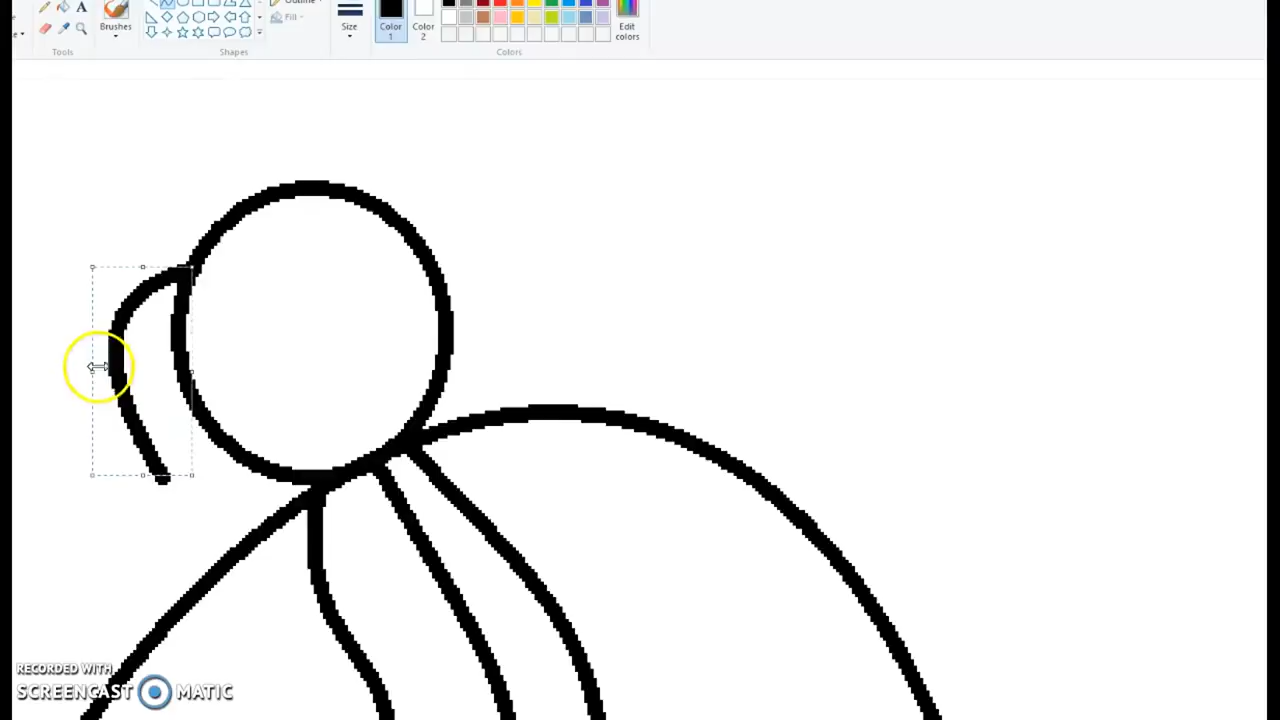 Outline
Fill
Brushes
Size
Color
1
Color
2
Edit
colors
Tools
Shapes
Colors
RECORDED WITH
SCREENCAST MATIC